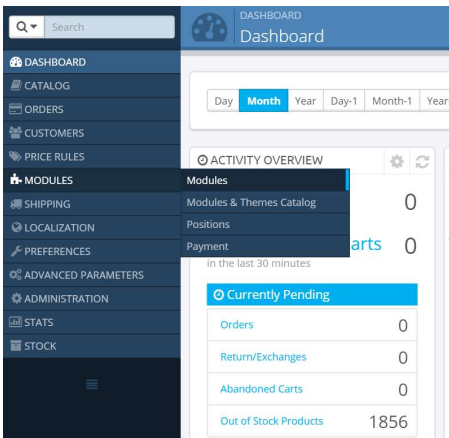 Search
DASHBOARD
Dashboard
DASHBOARD
CATALOG
ORDERS
CUSTOMERS
PRICE RULES
MODULES
SHIPPING
LOCALIZATION
PREFERENCES
ADVANCED PARAMETERS
ADMINISTRATION
STATS
STOCK
Modules
Modules & Themes Catalog
Positions
Payment
Day Month Year Day-1 Month-1 Year
ACTIVITY OVERVIEW
0
arts 0
in the last 30 minutes
Currently Pending
Orders 0
Return/Exchanges 0
Abandoned Carts 0
Out of Stock Products 1856